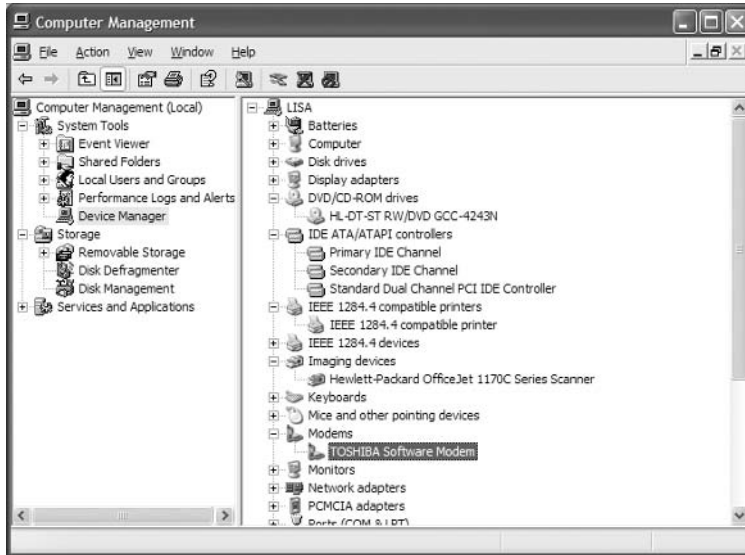 Computer Management
File Action View Window Help
Computer Management (Local)
System Tools
Event Viewer
Shared Folders
Local Users and Groups
Performance Logs and Alerts
Device Manager
Storage
Removable Storage
Disk Defragmenter
Disk Management
Services and Applications
LISA
Batteries
Computer
Disk drives
Display adapters
DVD/CD-ROM drives
HL-DT-ST RW/DVD GCC-4243N
IDE ATA/ATAPI controllers
Primary IDE Channel
Secondary IDE Channel
Standard Dual Channel PCI IDE Controller
IEEE 1284.4 compatible printers
IEEE 1284.4 compatible printer
IEEE 1284.4 devices
Imaging devices
Hewlett-Packard OfficeJet 1170C Series Scanner
Keyboards
Mice and other pointing devices
Modems
TOSHIBA Software Modem
Monitors
Network adapters
PCMCIA adapters
Ports (COM & LPT)